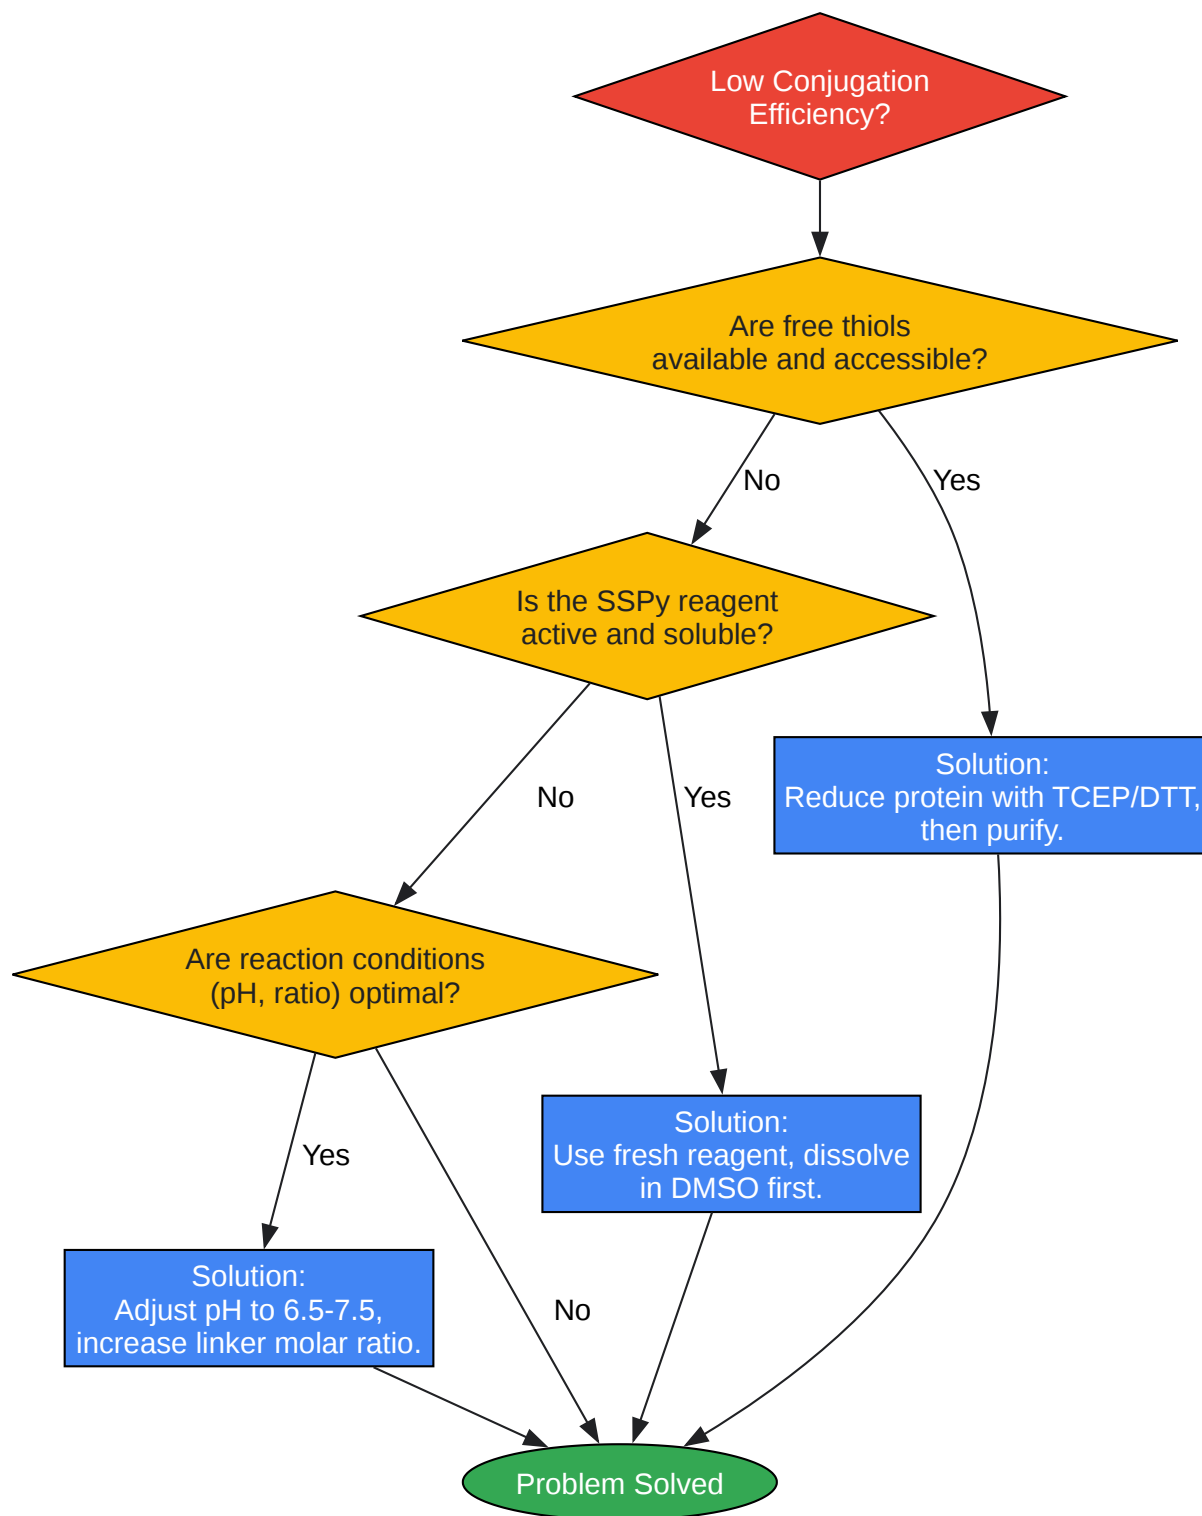 Low Conjugation
Efficiency?
Are free thiols
available and accessible?
No
Yes
Is the SSPy reagent
active and soluble?
No
Yes
Solution:
Reduce protein with TCEP/DTT,
then purify.
Are reaction conditions
(pH, ratio) optimal?
Solution:
Use fresh reagent, dissolve
in DMSO first.
Yes
No
Solution:
Adjust pH to 6.5-7.5,
increase linker molar ratio.
Problem Solved